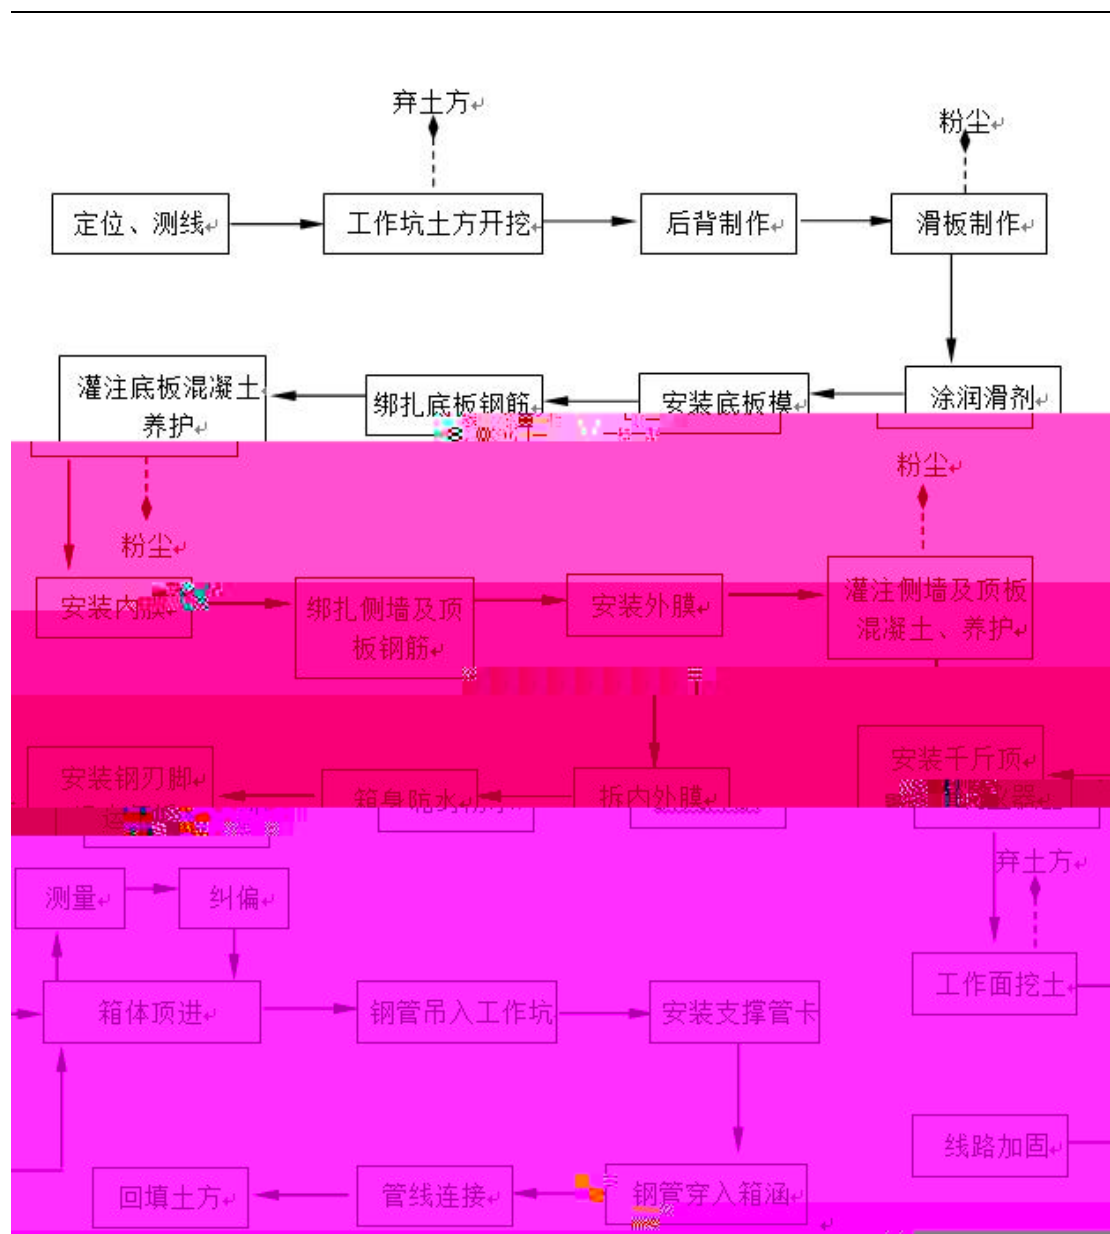 弃土方
粉尘
定位、测线
工作坑土方开挖
后背制作
滑板制作
灌注底板混凝土
养护
绑扎底板钢筋
安装底板模
涂润滑剂
粉尘
粉尘
安装内膜
绑扎侧墙及顶
板钢筋
安装外膜
灌注侧墙及顶板
混凝土、养护
安装钢刃脚
箱身防水
拆内外膜
安装千斤顶
弃土方
测量
纠偏
工作面挖土
箱体顶进
钢管吊入工作坑
安装支撑管卡
线路加固
回填土方
管线连接
钢管穿入箱涵